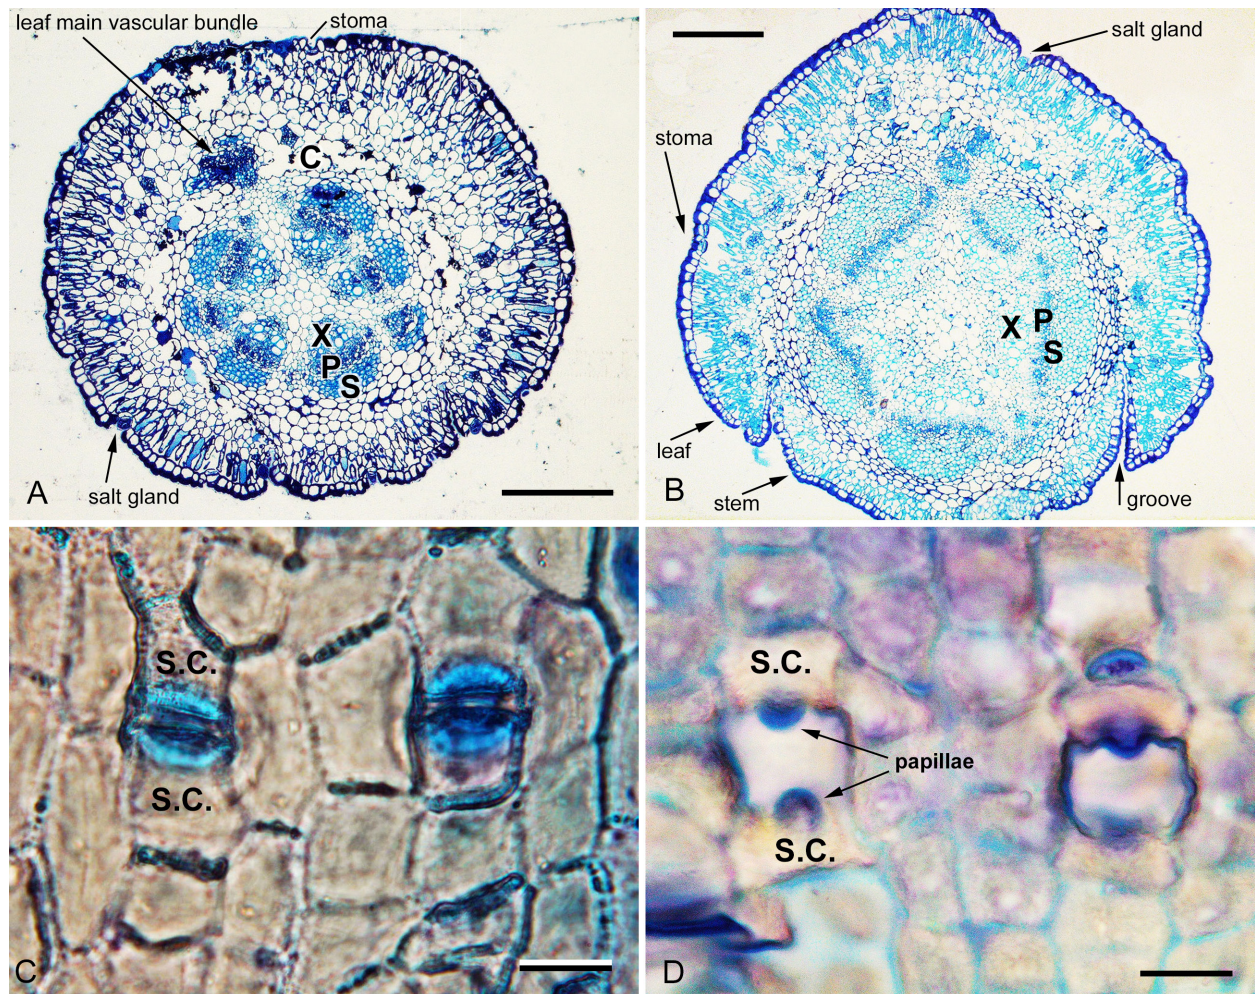 leaf main vascular bundle
stoma
C
X
P
S
salt gland
A
salt gland
stoma
X
P
S
leaf
stem
groove
B
S.C.
S.C.
C
S.C.
papillae
S.C.
D